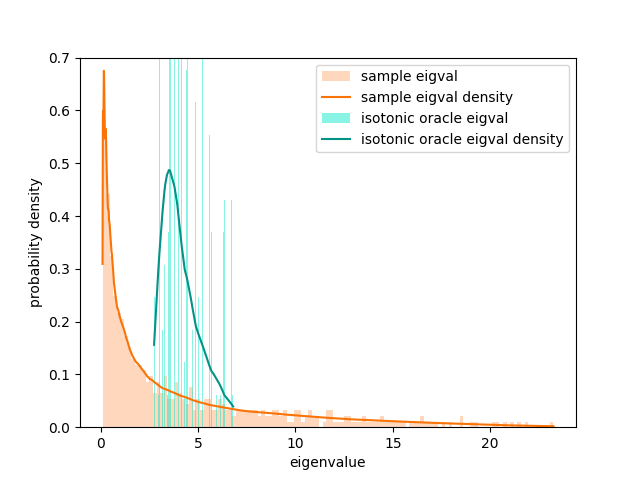 0.7
0.6
0.5
0.4
0.3
0.2
0.1
0.0
probability density
sample eigval
sample eigval density
isotonic oracle eigval
isotonic oracle eigval density
0 5 10 15 20
eigenvalue